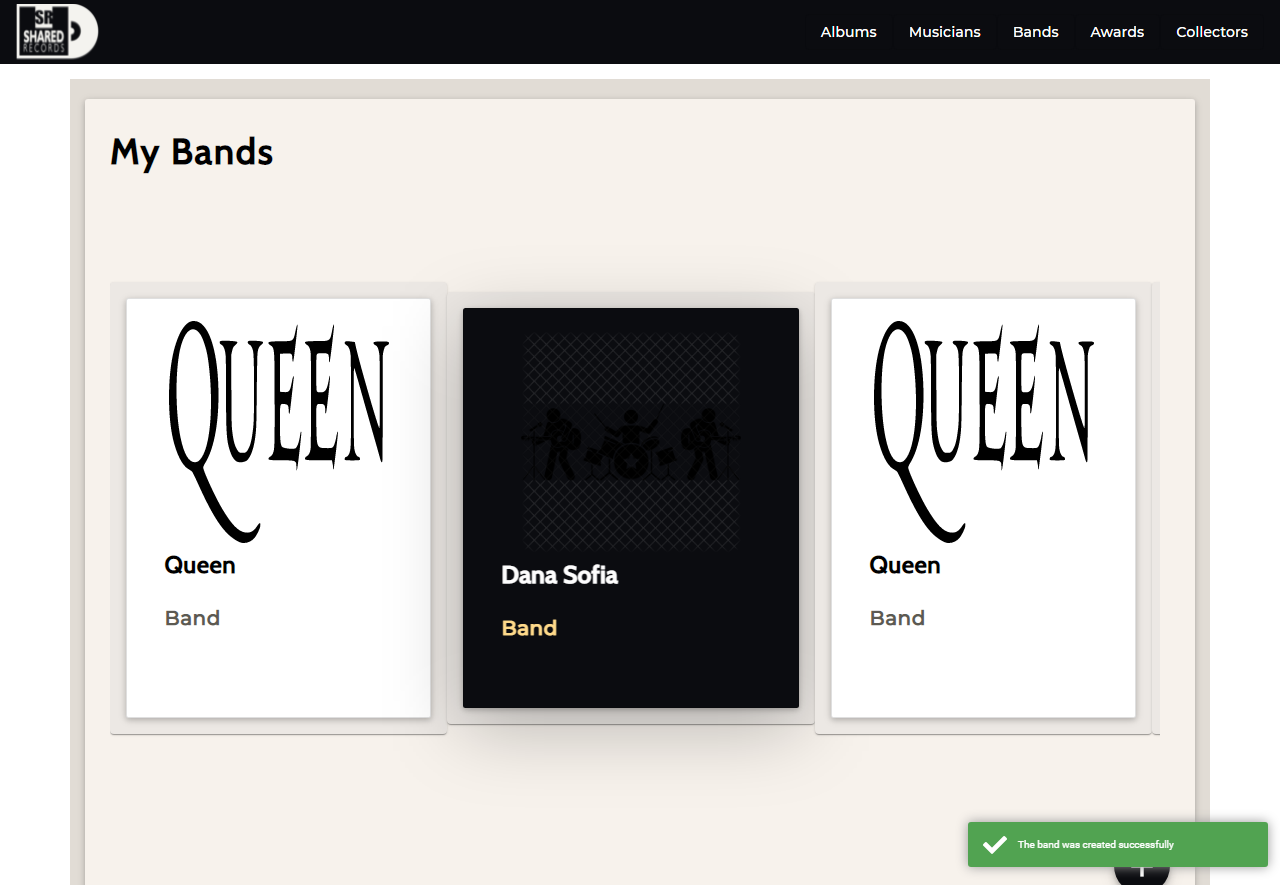 SR
SHARED
RECORDS
Albums
Musicians
Bands
Awards
Collectors
My Bands
QUEEN
Queen
Band
Dana Sofia
Band
QUEEN
Queen
Band
The band was created successfully